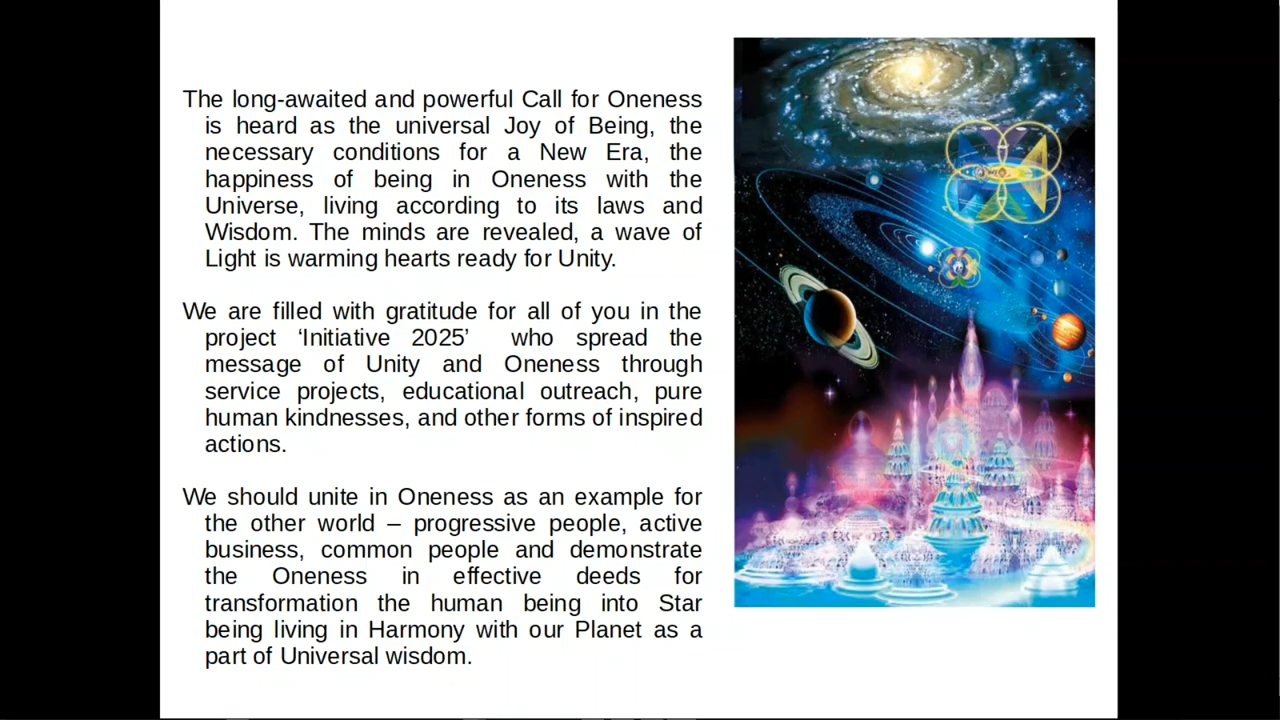 The long-awaited and powerful Call for Oneness
is heard as the universal Joy of Being, the
necessary conditions for a New Era, the
happiness of being in Oneness with the
Universe, living according to its laws and
Wisdom. The minds are revealed, a wave of
Light is warming hearts ready for Unity.
We are filled with gratitude for all of you in the
project ‘Initiative 2025’ who spread the
message of Unity and Oneness through
service projects, educational outreach, pure
human kindnesses, and other forms of inspired
actions.
We should unite in Oneness as an example for
the other world – progressive people, active
business, common people and demonstrate
the Oneness in effective deeds for
transformation the human being into Star
being living in Harmony with our Planet as a
part of Universal wisdom.